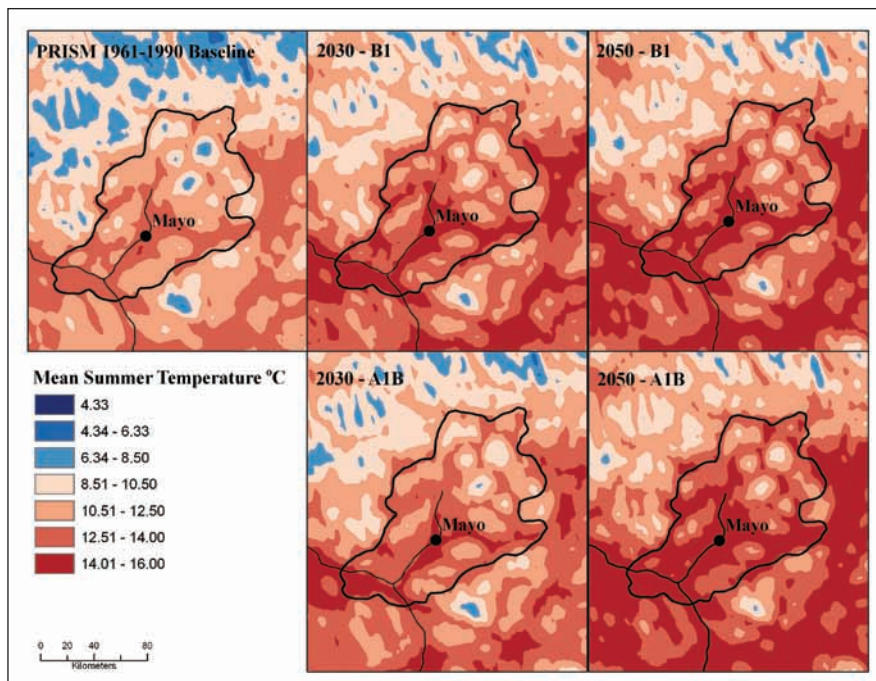 PRISM 1961-1990 Baseline
2030 - B1
2050 - B1
Mayo
Mayo
Mayo
Mean Summer Temperature °C
4.33
4.34 - 6.33
6.34 - 8.50
8.51 - 10.50
10.51 - 12.50
12.51 - 14.00
14.01 - 16.00
0 20 40 80
Kilometers
2030 - A1B
2050 - A1B
Mayo
Mayo